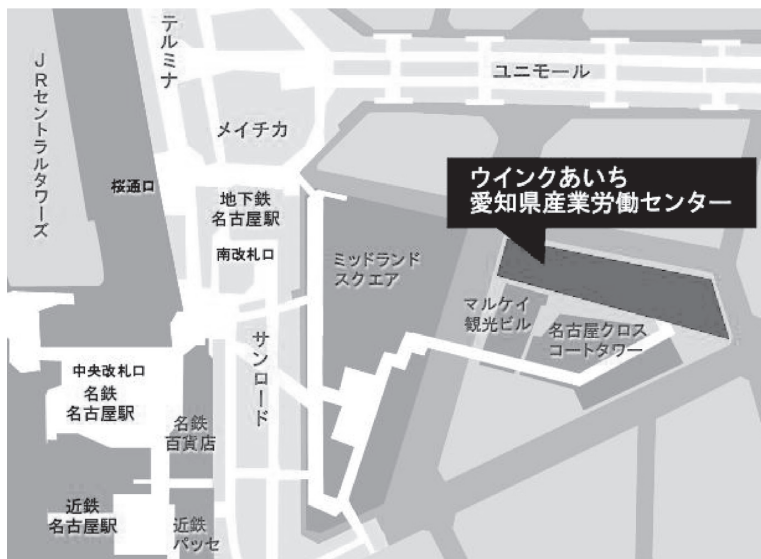 JRセントラルタワーズ
テルミナ
ユニモール
メイチカ
桜通口
地下鉄
名古屋駅
南改札口
ウインクあいち
愛知県産業労働センター
ミッドランド
スクエア
マルケイ
観光ビル
名古屋クロス
コートタワー
サンロード
中央改札口
名鉄
名古屋駅
名鉄
百貨店
近鉄
名古屋駅
近鉄
パッセ